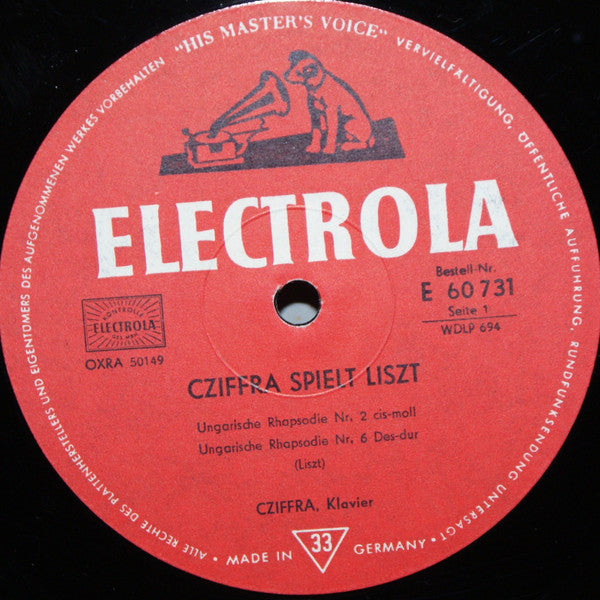 "HIS MASTER'S VOICE"
ALLE RECHTE DES PLATTENHERSTELLERS UND EIGENTÜMERS DES AUFGENOMMENEN WERKES VORBEHALTEN
VERVIELFÄLTIGUNG, ÖFFENTLICHE AUFFÜHRUNG, RUNDFUNKSENDUNG UNTERSAGT •
ELECTROLA
Bestell-Nr.
E 60 731
Seite 1
WDLP 694
KONTROLLE
ELECTROLA
OXRA 50149
CZIFFRA SPIELT LISZT
Ungarische Rhapsodie Nr. 2 cis-moll
Ungarische Rhapsodie Nr. 6 Des-dur
(Liszt)
CZIFFRA, Klavier
• MADE IN 33 GERMANY •